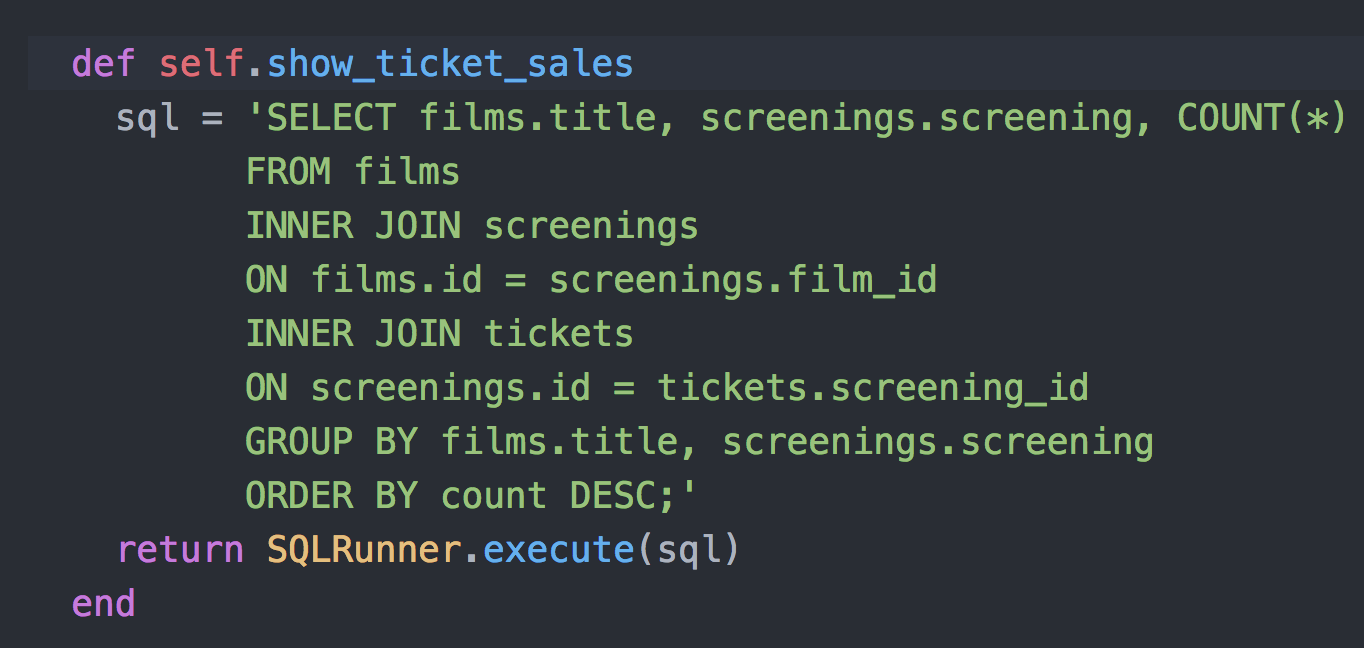 def self.show_ticket_sales
  sql = 'SELECT films.title, screenings.screening, COUNT(*)
        FROM films
        INNER JOIN screenings
        ON films.id = screenings.film_id
        INNER JOIN tickets
        ON screenings.id = tickets.screening_id
        GROUP BY films.title, screenings.screening
        ORDER BY count DESC;'
  return SQLRunner.execute(sql)
end